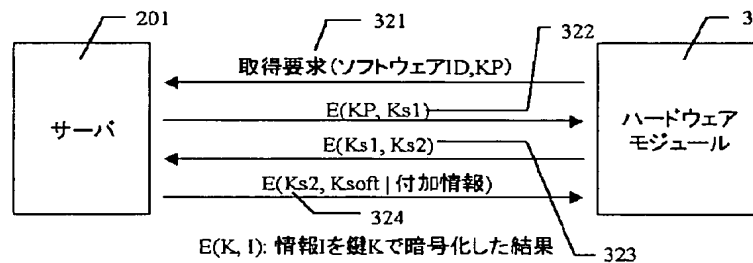 201
321
322
取得要求(ソフトウェアID,KP)
サーバ
E(KP, Ks1)
E(Ks1, Ks2)
E(Ks2, Ksoft | 付加情報)
ハードウェア
モジュール
324
323
E(K, I): 情報Iを鍵Kで暗号化した結果